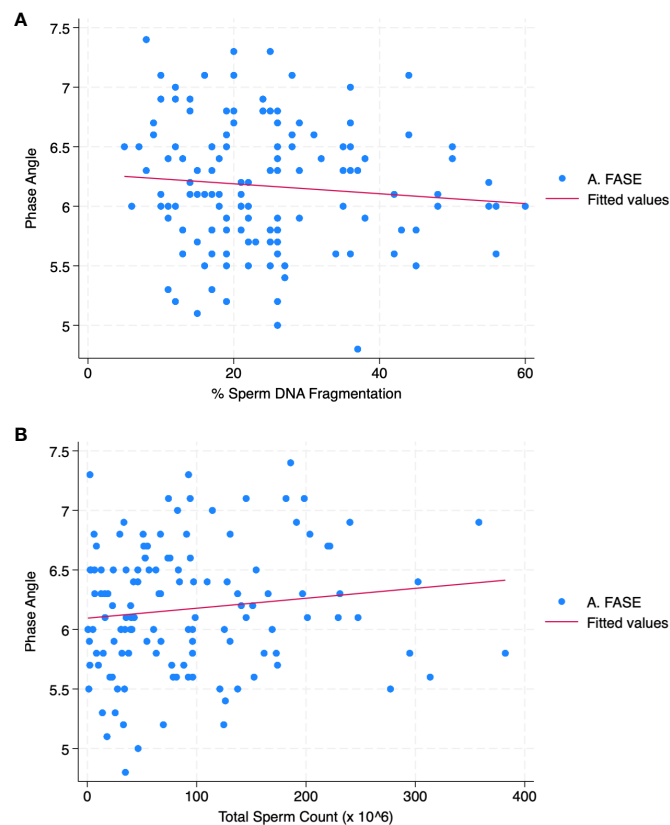 A
7.5
7
6.5
6
5.5
5
Phase Angle
0
20
40
60
% Sperm DNA Fragmentation
A. FASE
Fitted values
B
7.5
7
6.5
6
5.5
5
Phase Angle
0
100
200
300
400
Total Sperm Count (x 10^6)
A. FASE
Fitted values